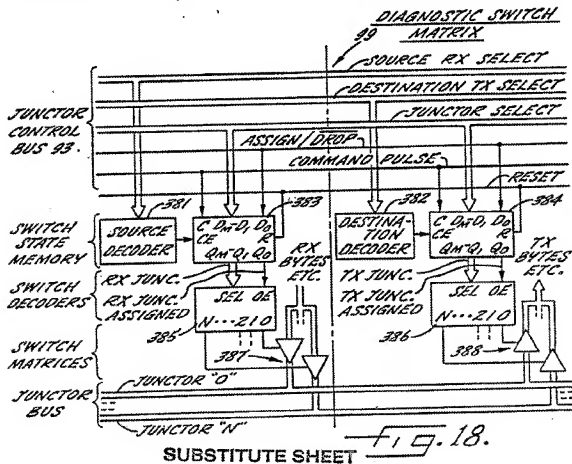 DIAGNOSTIC SWITCH
MATRIX
99
SOURCE RX SELECT
DESTINATION TX SELECT
JUNCTOR SELECT
JUNCTOR
CONTROL
BUS 93.
ASSIGN/DROP
COMMAND PULSE
RESET
381
383
382
384
SWITCH
STATE
MEMORY
SOURCE
DECODER
C DM-D1 D0
CE R
QM-Q1 Q0
DESTINA-
TION
DECODER
C DM-D1 D0
CE R
QM-Q1 Q0
SWITCH
DECODERS
RX JUNC.
RX JUNC.
ASSIGNED
RX
BYTES
ETC.
TX JUNC.
TX JUNC.
ASSIGNED
TX
BYTES
ETC.
SEL OE
N...210
385
387
SEL OE
N...210
386
388
SWITCH
MATRICES
JUNCTOR
BUS
JUNCTOR "0"
JUNCTOR "N"
SUBSTITUTE SHEET
Fig. 18.